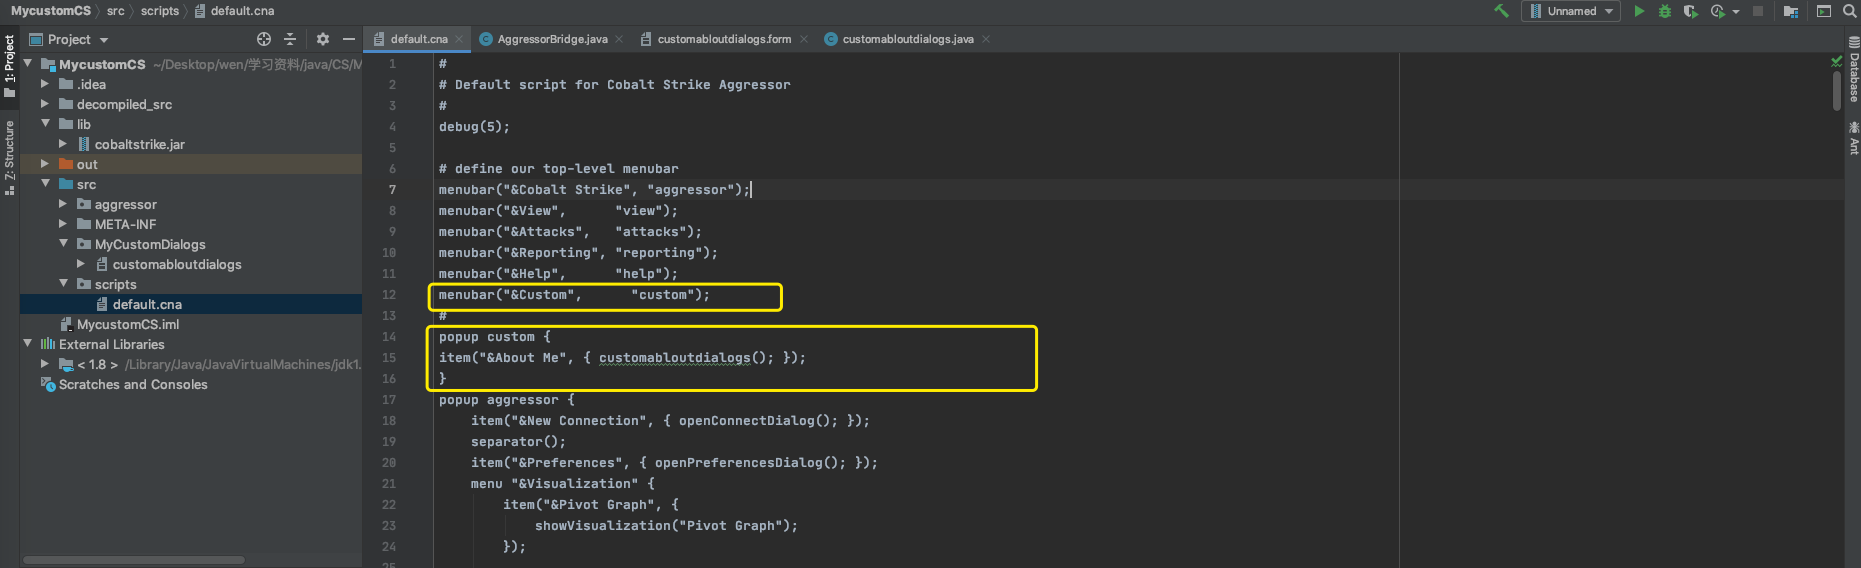 MycustomCS
src
scripts
default.cna
Unnamed
1: Project
Z: Structure
Project
MycustomCS ~/Desktop/wen/学习资料/java/CS/M
.idea
decompiled_src
lib
cobaltstrike.jar
out
src
aggressor
META-INF
MyCustomDialogs
customabloutdialogs
scripts
default.cna
MycustomCS.iml
External Libraries
< 1.8 > /Library/Java/JavaVirtualMachines/jdk1.
Scratches and Consoles
default.cna
AggressorBridge.java
customabloutdialogs.form
customabloutdialogs.java
1 #
2 # Default script for Cobalt Strike Aggressor
3 #
4 debug(5);
5
6 # define our top-level menubar
7 menubar("&Cobalt Strike", "aggressor");
8 menubar("&View",      "view");
9 menubar("&Attacks",   "attacks");
10 menubar("&Reporting", "reporting");
11 menubar("&Help",      "help");
12 menubar("&Custom",      "custom");
13 #
14 popup custom {
15 item("&About Me", { customabloutdialogs(); });
16 }
17 popup aggressor {
18     item("&New Connection", { openConnectDialog(); });
19     separator();
20     item("&Preferences", { openPreferencesDialog(); });
21     menu "&Visualization" {
22         item("&Pivot Graph", {
23             showVisualization("Pivot Graph");
24         });
Database
Ant